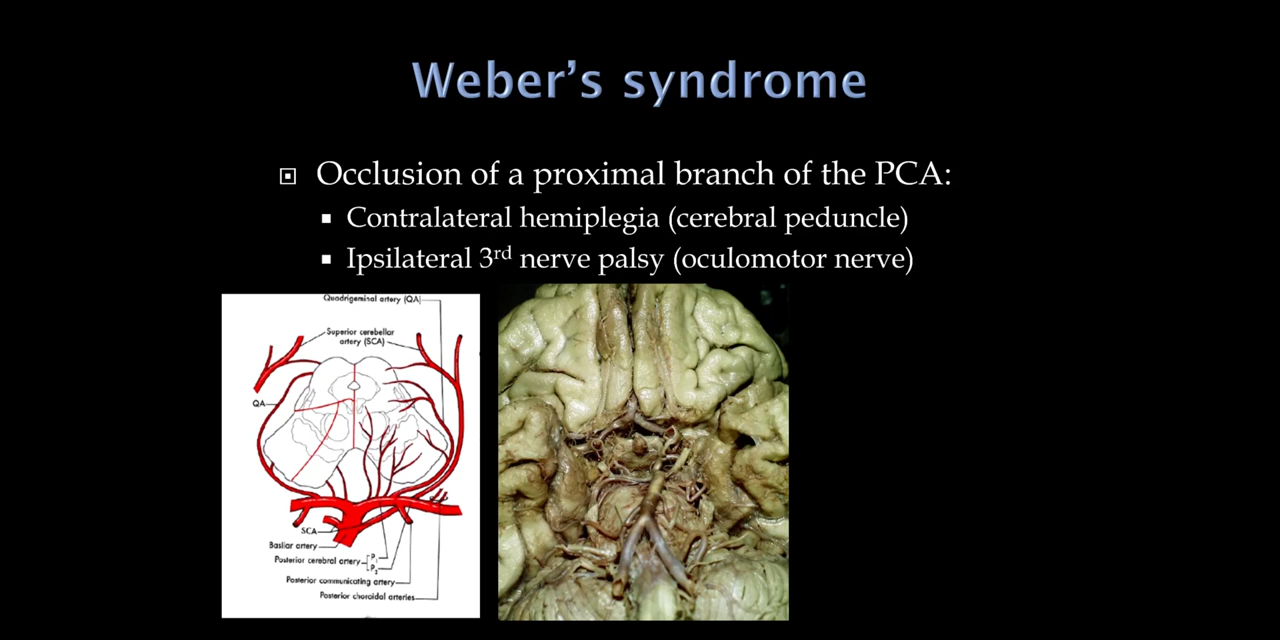 Weber's syndrome
Occlusion of a proximal branch of the PCA:
Contralateral hemiplegia (cerebral peduncle)
Ipsilateral 3rd nerve palsy (oculomotor nerve)
Quadrigeminal artery (QA)
Superior cerebellar
artery (SCA)
QA
SCA
Basilar artery
Posterior cerebral artery
P1
P2
Posterior communicating artery
Posterior choroidal arteries